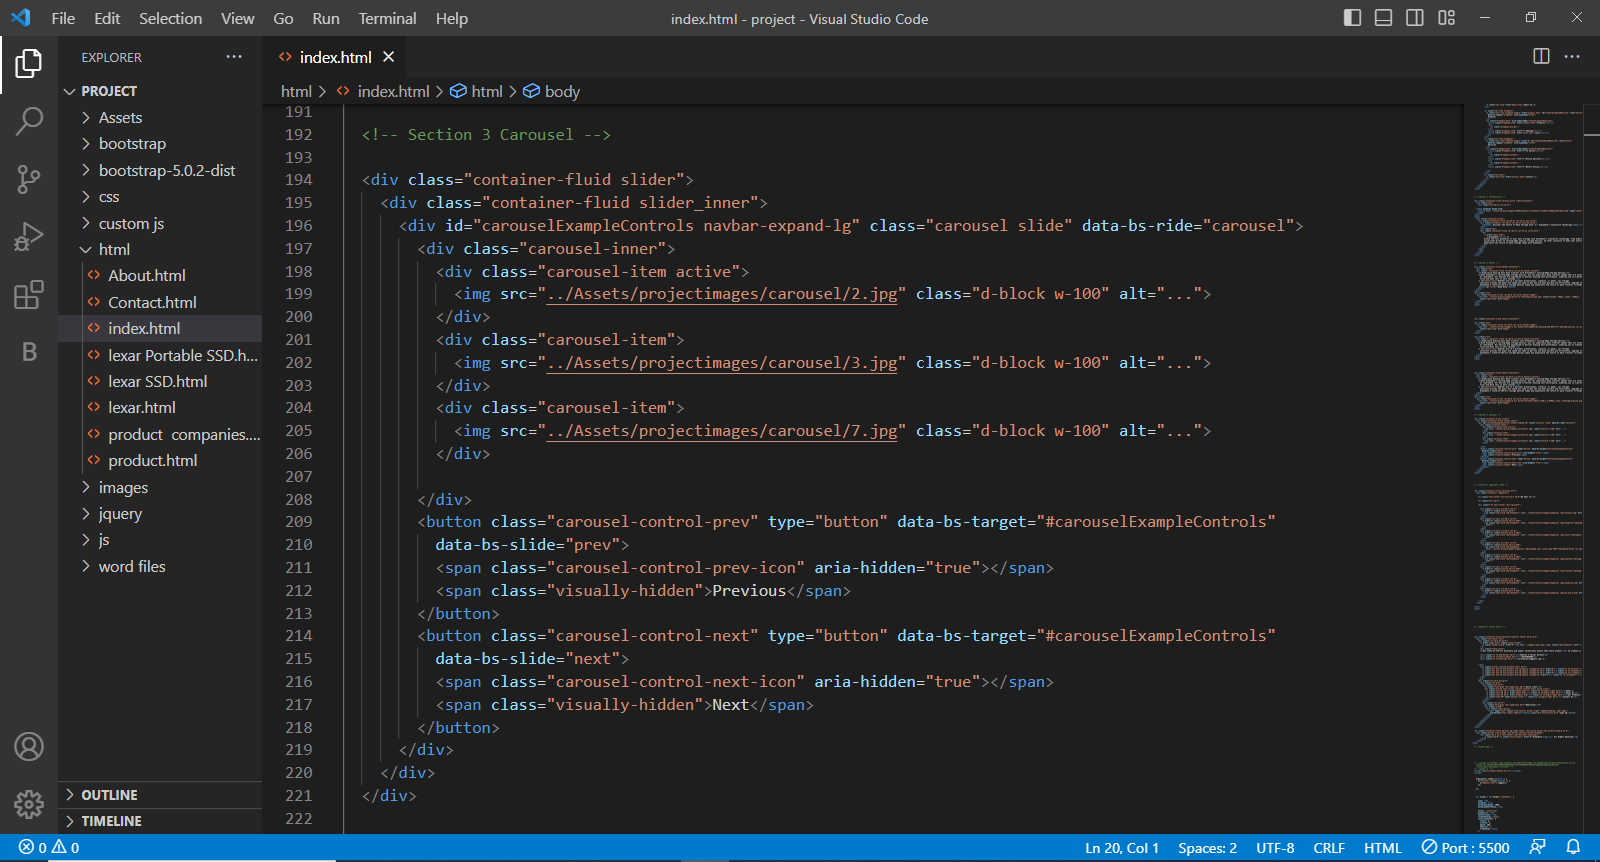 File Edit Selection View Go Run Terminal Help
index.html - project - Visual Studio Code
EXPLORER
PROJECT
Assets
bootstrap
bootstrap-5.0.2-dist
css
custom js
html
About.html
Contact.html
index.html
lexar Portable SSD.h...
lexar SSD.html
lexar.html
product companies....
product.html
images
jquery
js
word files
OUTLINE
TIMELINE
B
index.html
html > index.html > html > body
191
192 <!-- Section 3 Carousel -->
193
194 <div class="container-fluid slider">
195 <div class="container-fluid slider_inner">
196 <div id="carouselExampleControls navbar-expand-lg" class="carousel slide" data-bs-ride="carousel">
197 <div class="carousel-inner">
198 <div class="carousel-item active">
199 <img src="../Assets/projectimages/carousel/2.jpg" class="d-block w-100" alt="...">
200 </div>
201 <div class="carousel-item">
202 <img src="../Assets/projectimages/carousel/3.jpg" class="d-block w-100" alt="...">
203 </div>
204 <div class="carousel-item">
205 <img src="../Assets/projectimages/carousel/7.jpg" class="d-block w-100" alt="...">
206 </div>
207
208 </div>
209 <button class="carousel-control-prev" type="button" data-bs-target="#carouselExampleControls"
210 data-bs-slide="prev">
211 <span class="carousel-control-prev-icon" aria-hidden="true"></span>
212 <span class="visually-hidden">Previous</span>
213 </button>
214 <button class="carousel-control-next" type="button" data-bs-target="#carouselExampleControls"
215 data-bs-slide="next">
216 <span class="carousel-control-next-icon" aria-hidden="true"></span>
217 <span class="visually-hidden">Next</span>
218 </button>
219 </div>
220 </div>
221 </div>
222
0 0
Ln 20, Col 1 Spaces: 2 UTF-8 CRLF HTML Port : 5500